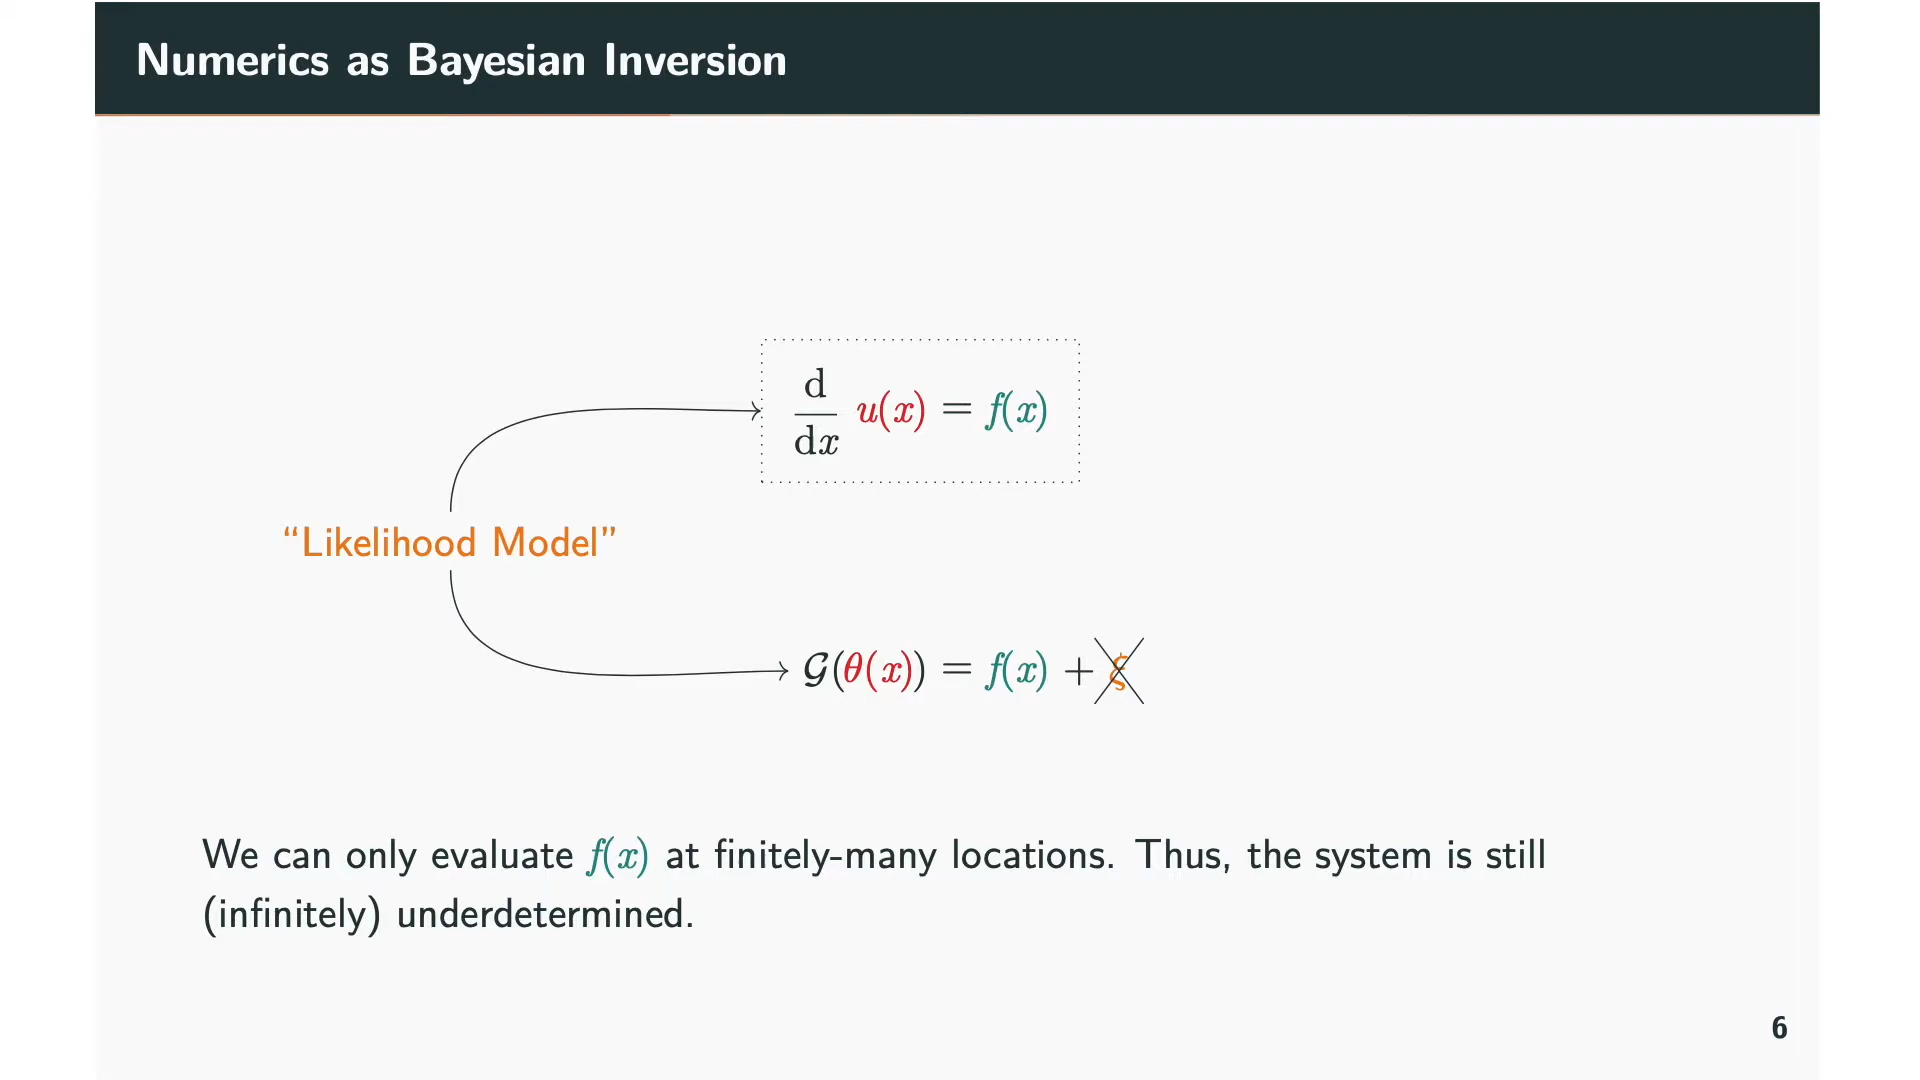 Numerics as Bayesian Inversion
d/dx u(x) = f(x)
“Likelihood Model”
𝒢(θ(x)) = f(x) + ξ
We can only evaluate f(x) at finitely-many locations. Thus, the system is still
(infinitely) underdetermined.
6